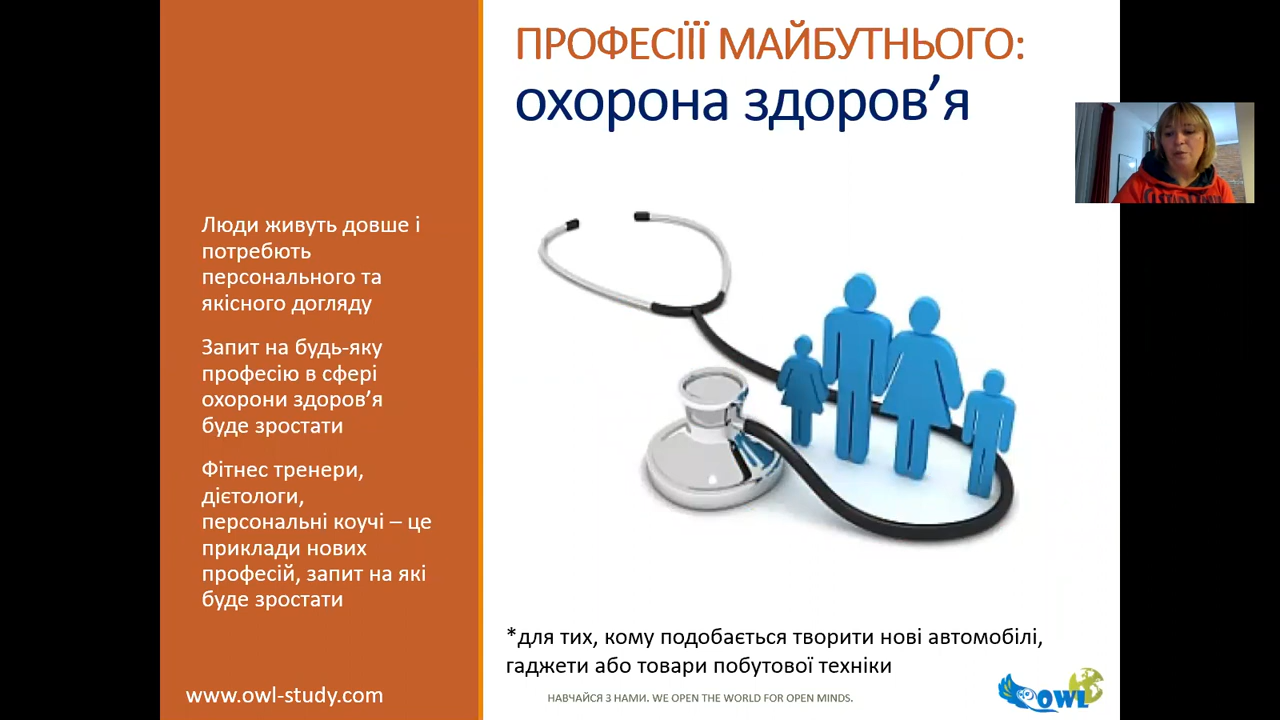 ПРОФЕСІЇЇ МАЙБУТНЬОГО:
охорона здоров’я
Люди живуть довше і
потребють
персонального та
якісного догляду
Запит на будь-яку
професію в сфері
охорони здоров’я
буде зростати
Фітнес тренери,
дієтологи,
персональні коучі – це
приклади нових
професій, запит на які
буде зростати
*для тих, кому подобається творити нові автомобілі,
гаджети або товари побутової техніки
www.owl-study.com
НАВЧАЙСЯ З НАМИ. WE OPEN THE WORLD FOR OPEN MINDS.
OWL